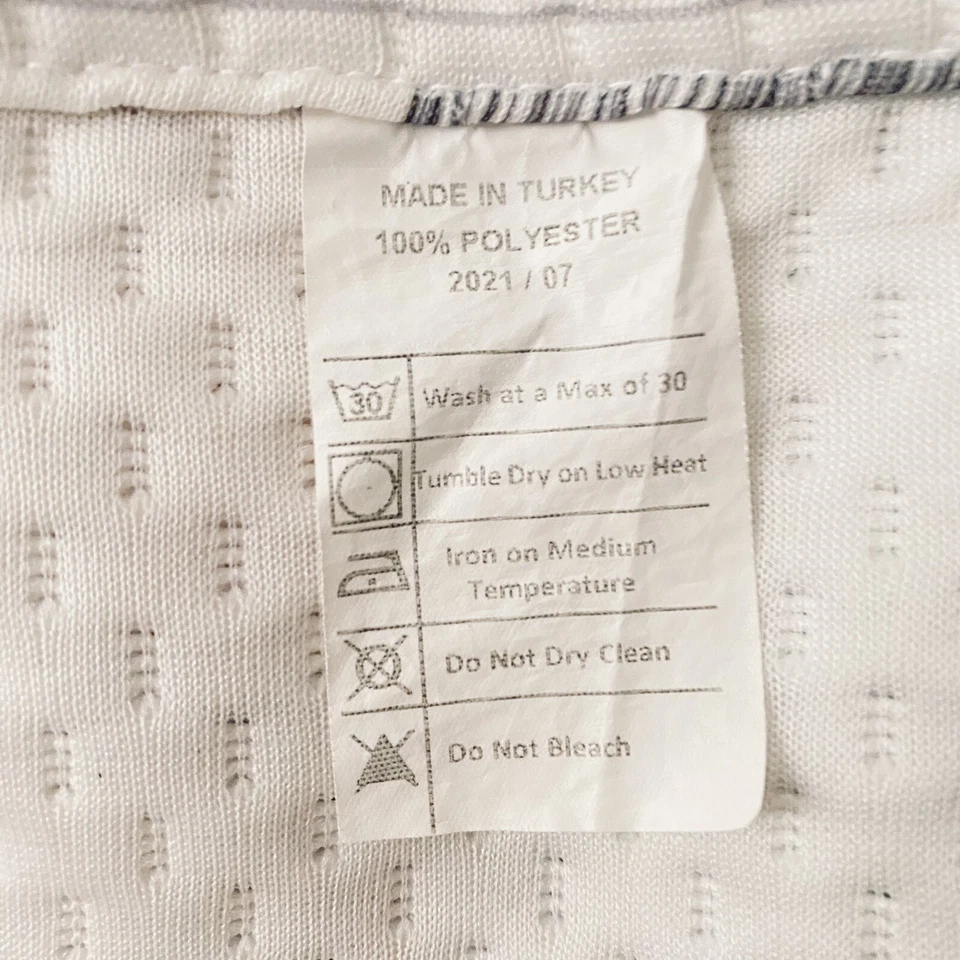 MADE IN TURKEY
100% POLYESTER
2021 / 07
30 Wash at a Max of 30
Tumble Dry on Low Heat
Iron on Medium
Temperature
Do Not Dry Clean
Do Not Bleach